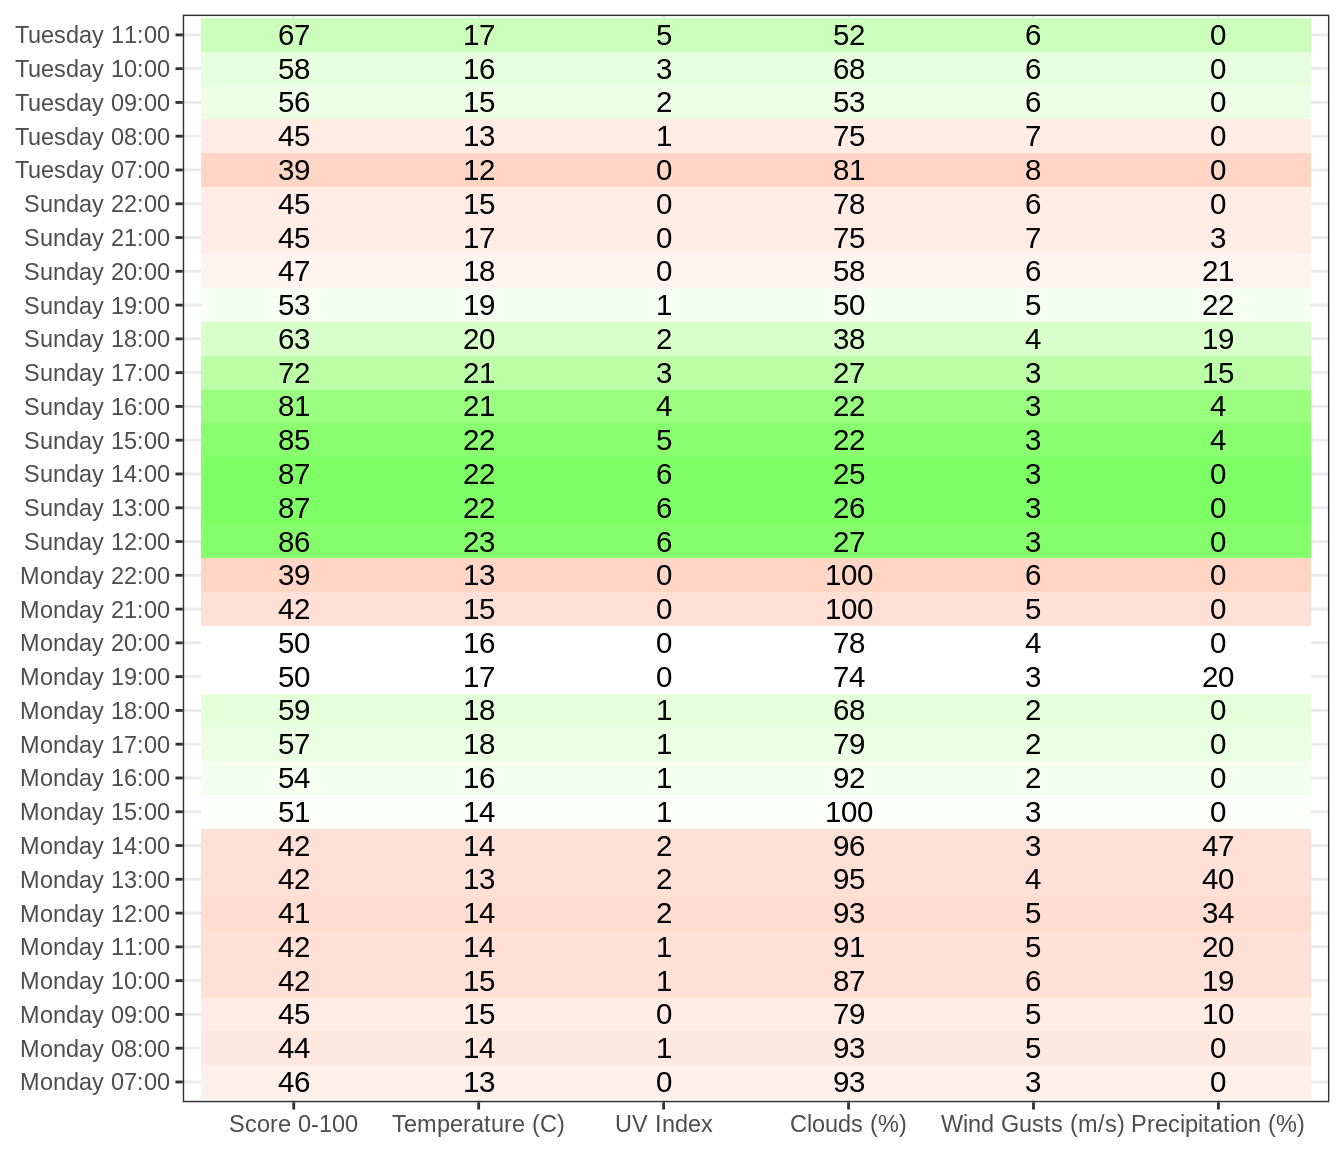 Tuesday 11:00 67 17 5 52 6 0
Tuesday 10:00 58 16 3 68 6 0
Tuesday 09:00 56 15 2 53 6 0
Tuesday 08:00 45 13 1 75 7 0
Tuesday 07:00 39 12 0 81 8 0
Sunday 22:00 45 15 0 78 6 0
Sunday 21:00 45 17 0 75 7 3
Sunday 20:00 47 18 0 58 6 21
Sunday 19:00 53 19 1 50 5 22
Sunday 18:00 63 20 2 38 4 19
Sunday 17:00 72 21 3 27 3 15
Sunday 16:00 81 21 4 22 3 4
Sunday 15:00 85 22 5 22 3 4
Sunday 14:00 87 22 6 25 3 0
Sunday 13:00 87 22 6 26 3 0
Sunday 12:00 86 23 6 27 3 0
Monday 22:00 39 13 0 100 6 0
Monday 21:00 42 15 0 100 5 0
Monday 20:00 50 16 0 78 4 0
Monday 19:00 50 17 0 74 3 20
Monday 18:00 59 18 1 68 2 0
Monday 17:00 57 18 1 79 2 0
Monday 16:00 54 16 1 92 2 0
Monday 15:00 51 14 1 100 3 0
Monday 14:00 42 14 2 96 3 47
Monday 13:00 42 13 2 95 4 40
Monday 12:00 41 14 2 93 5 34
Monday 11:00 42 14 1 91 5 20
Monday 10:00 42 15 1 87 6 19
Monday 09:00 45 15 0 79 5 10
Monday 08:00 44 14 1 93 5 0
Monday 07:00 46 13 0 93 3 0
Score 0-100 Temperature (C) UV Index Clouds (%) Wind Gusts (m/s) Precipitation (%)